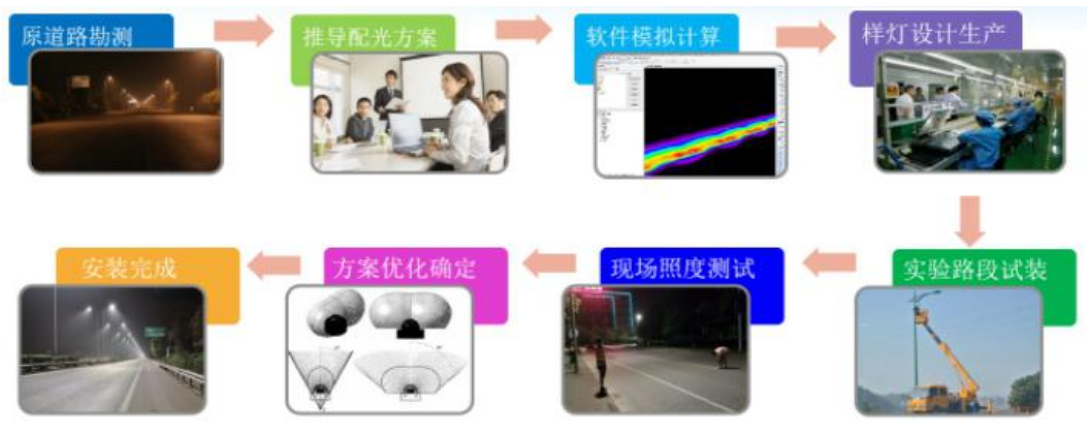 原道路勘测
推导配光方案
软件模拟计算
样灯设计生产
实验路段试装
现场照度测试
方案优化确定
安装完成